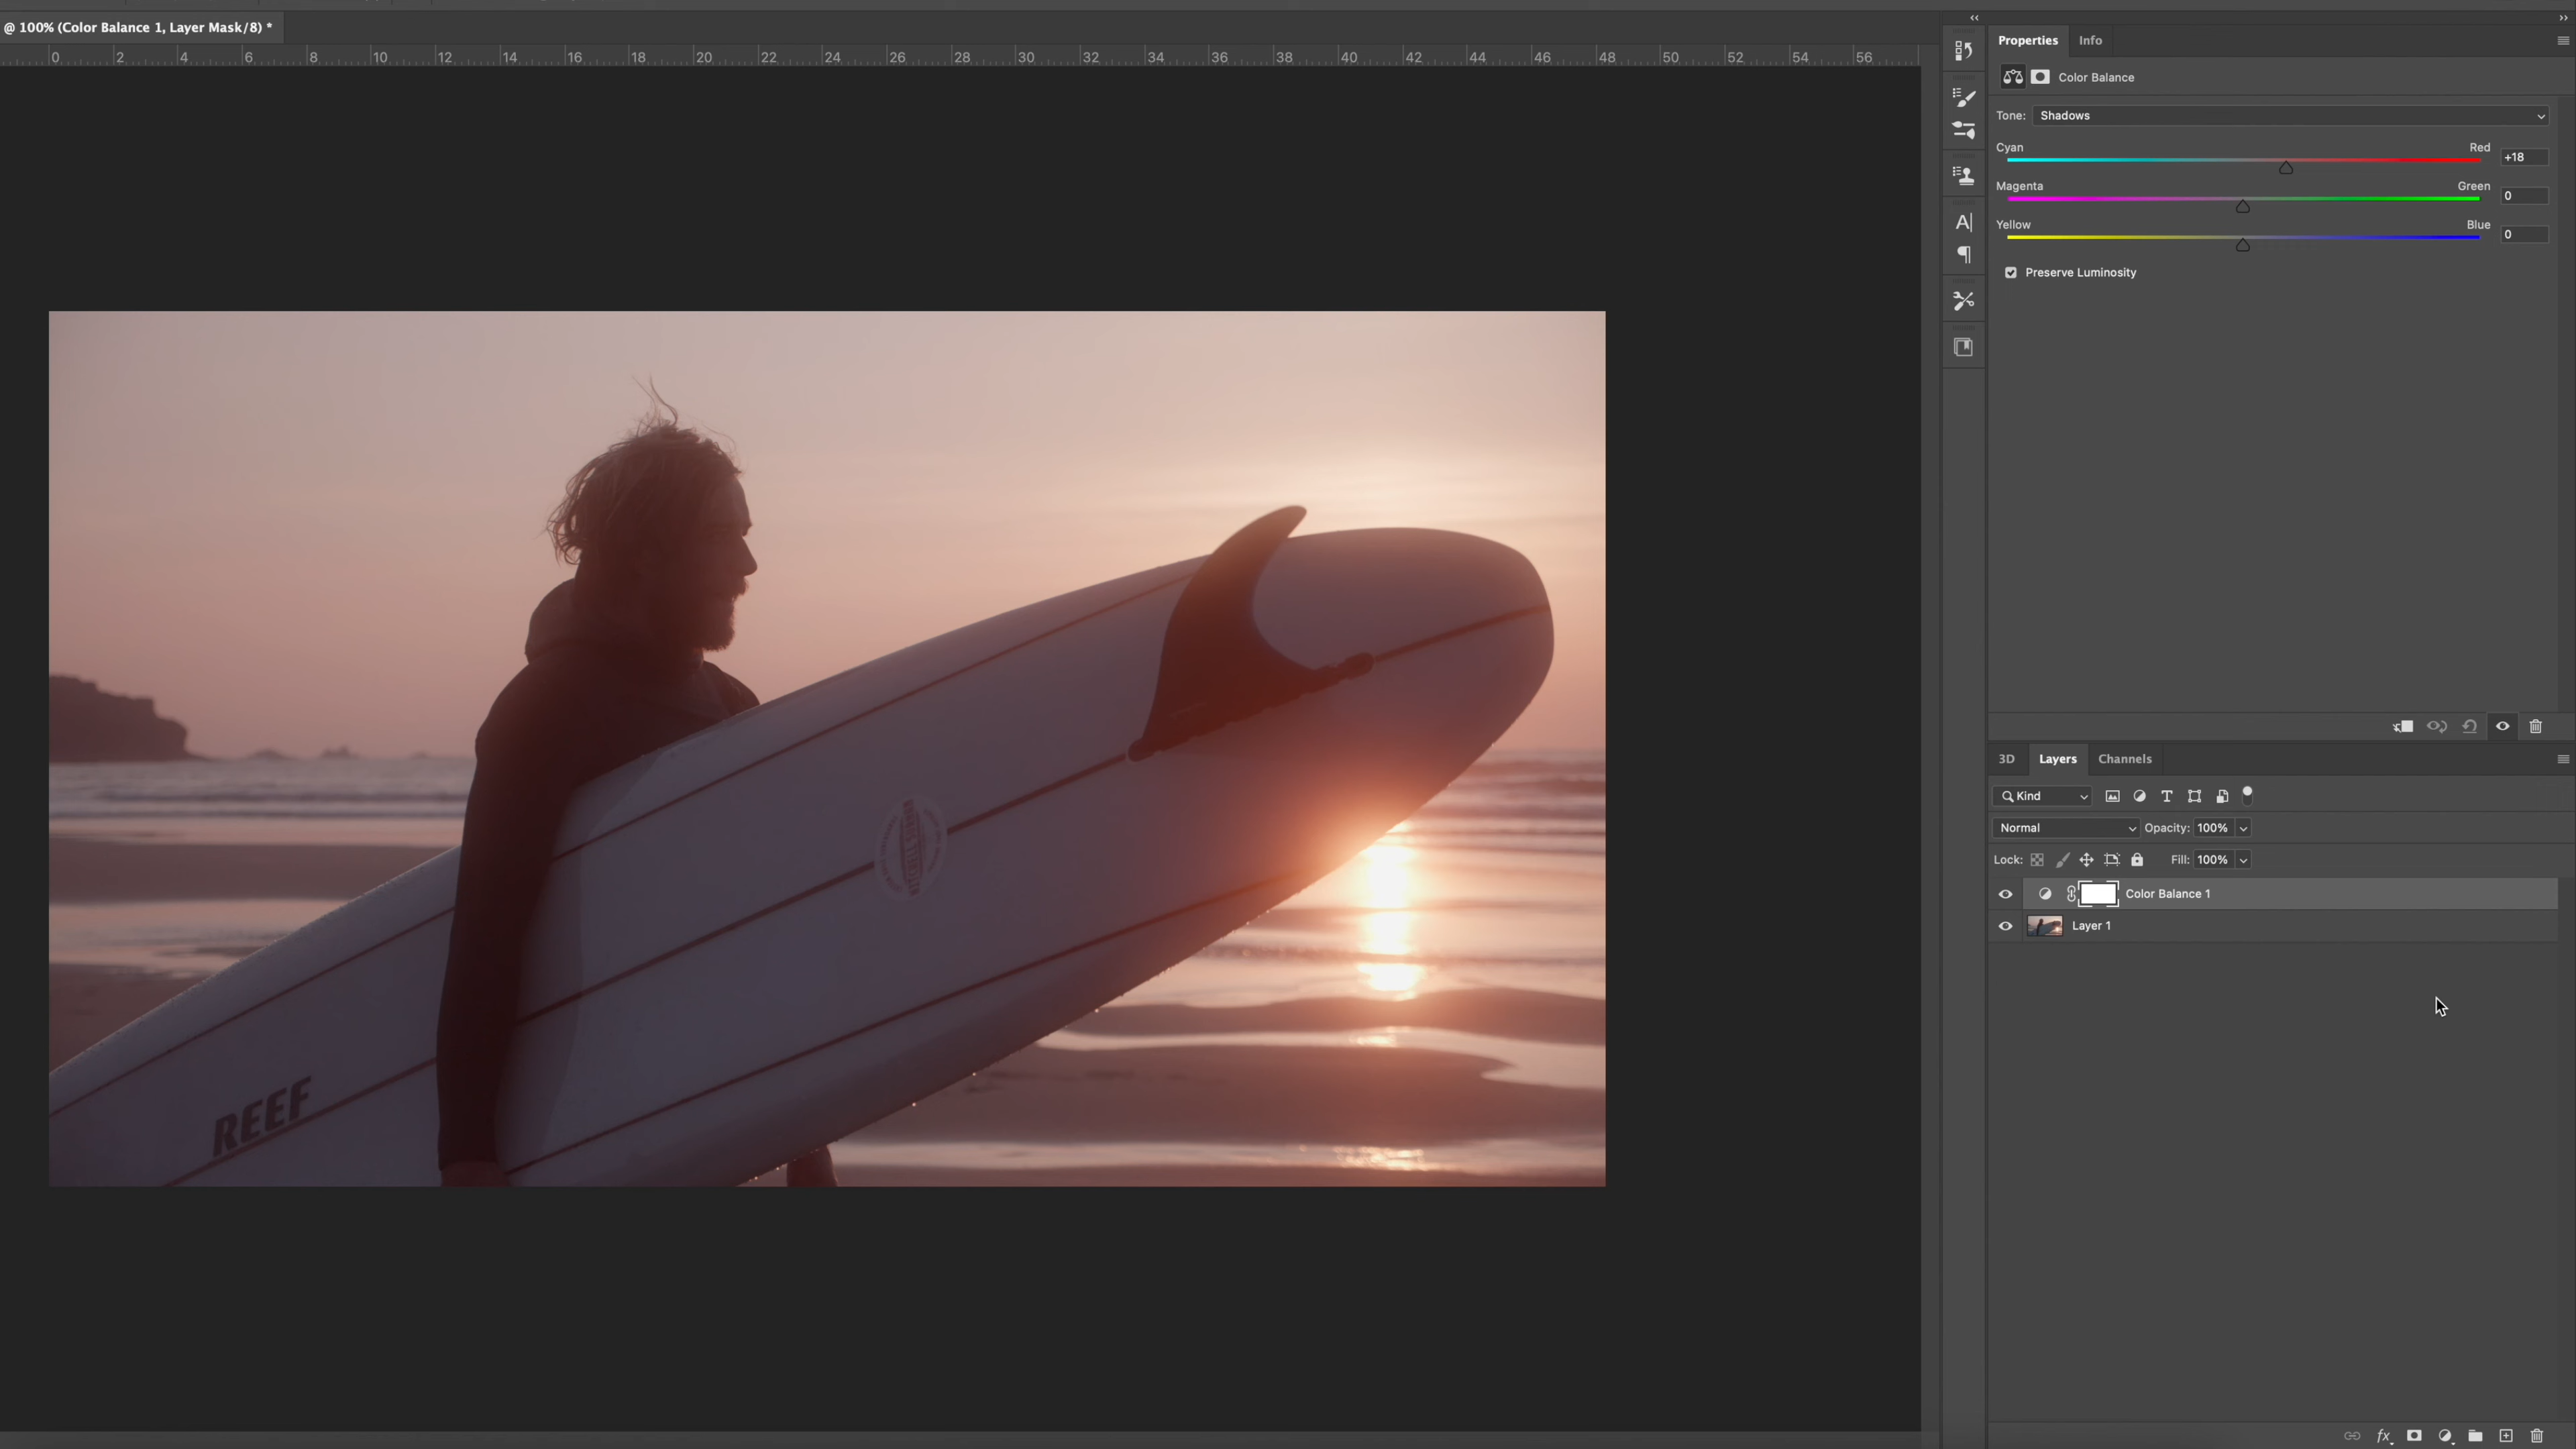 @ 100% (Color Balance 1, Layer Mask/8) *
0 2 4 6 8 10 12 14 16 18 20 22 24 26 28 30 32 34 36 38 40 42 44 46 48 50 52 54 56
Properties Info
Color Balance
Tone: Shadows
Cyan Red +18
Magenta Green 0
Yellow Blue 0
Preserve Luminosity
REEF
3D Layers Channels
Kind
Normal Opacity: 100%
Lock: Fill: 100%
Color Balance 1
Layer 1
fx